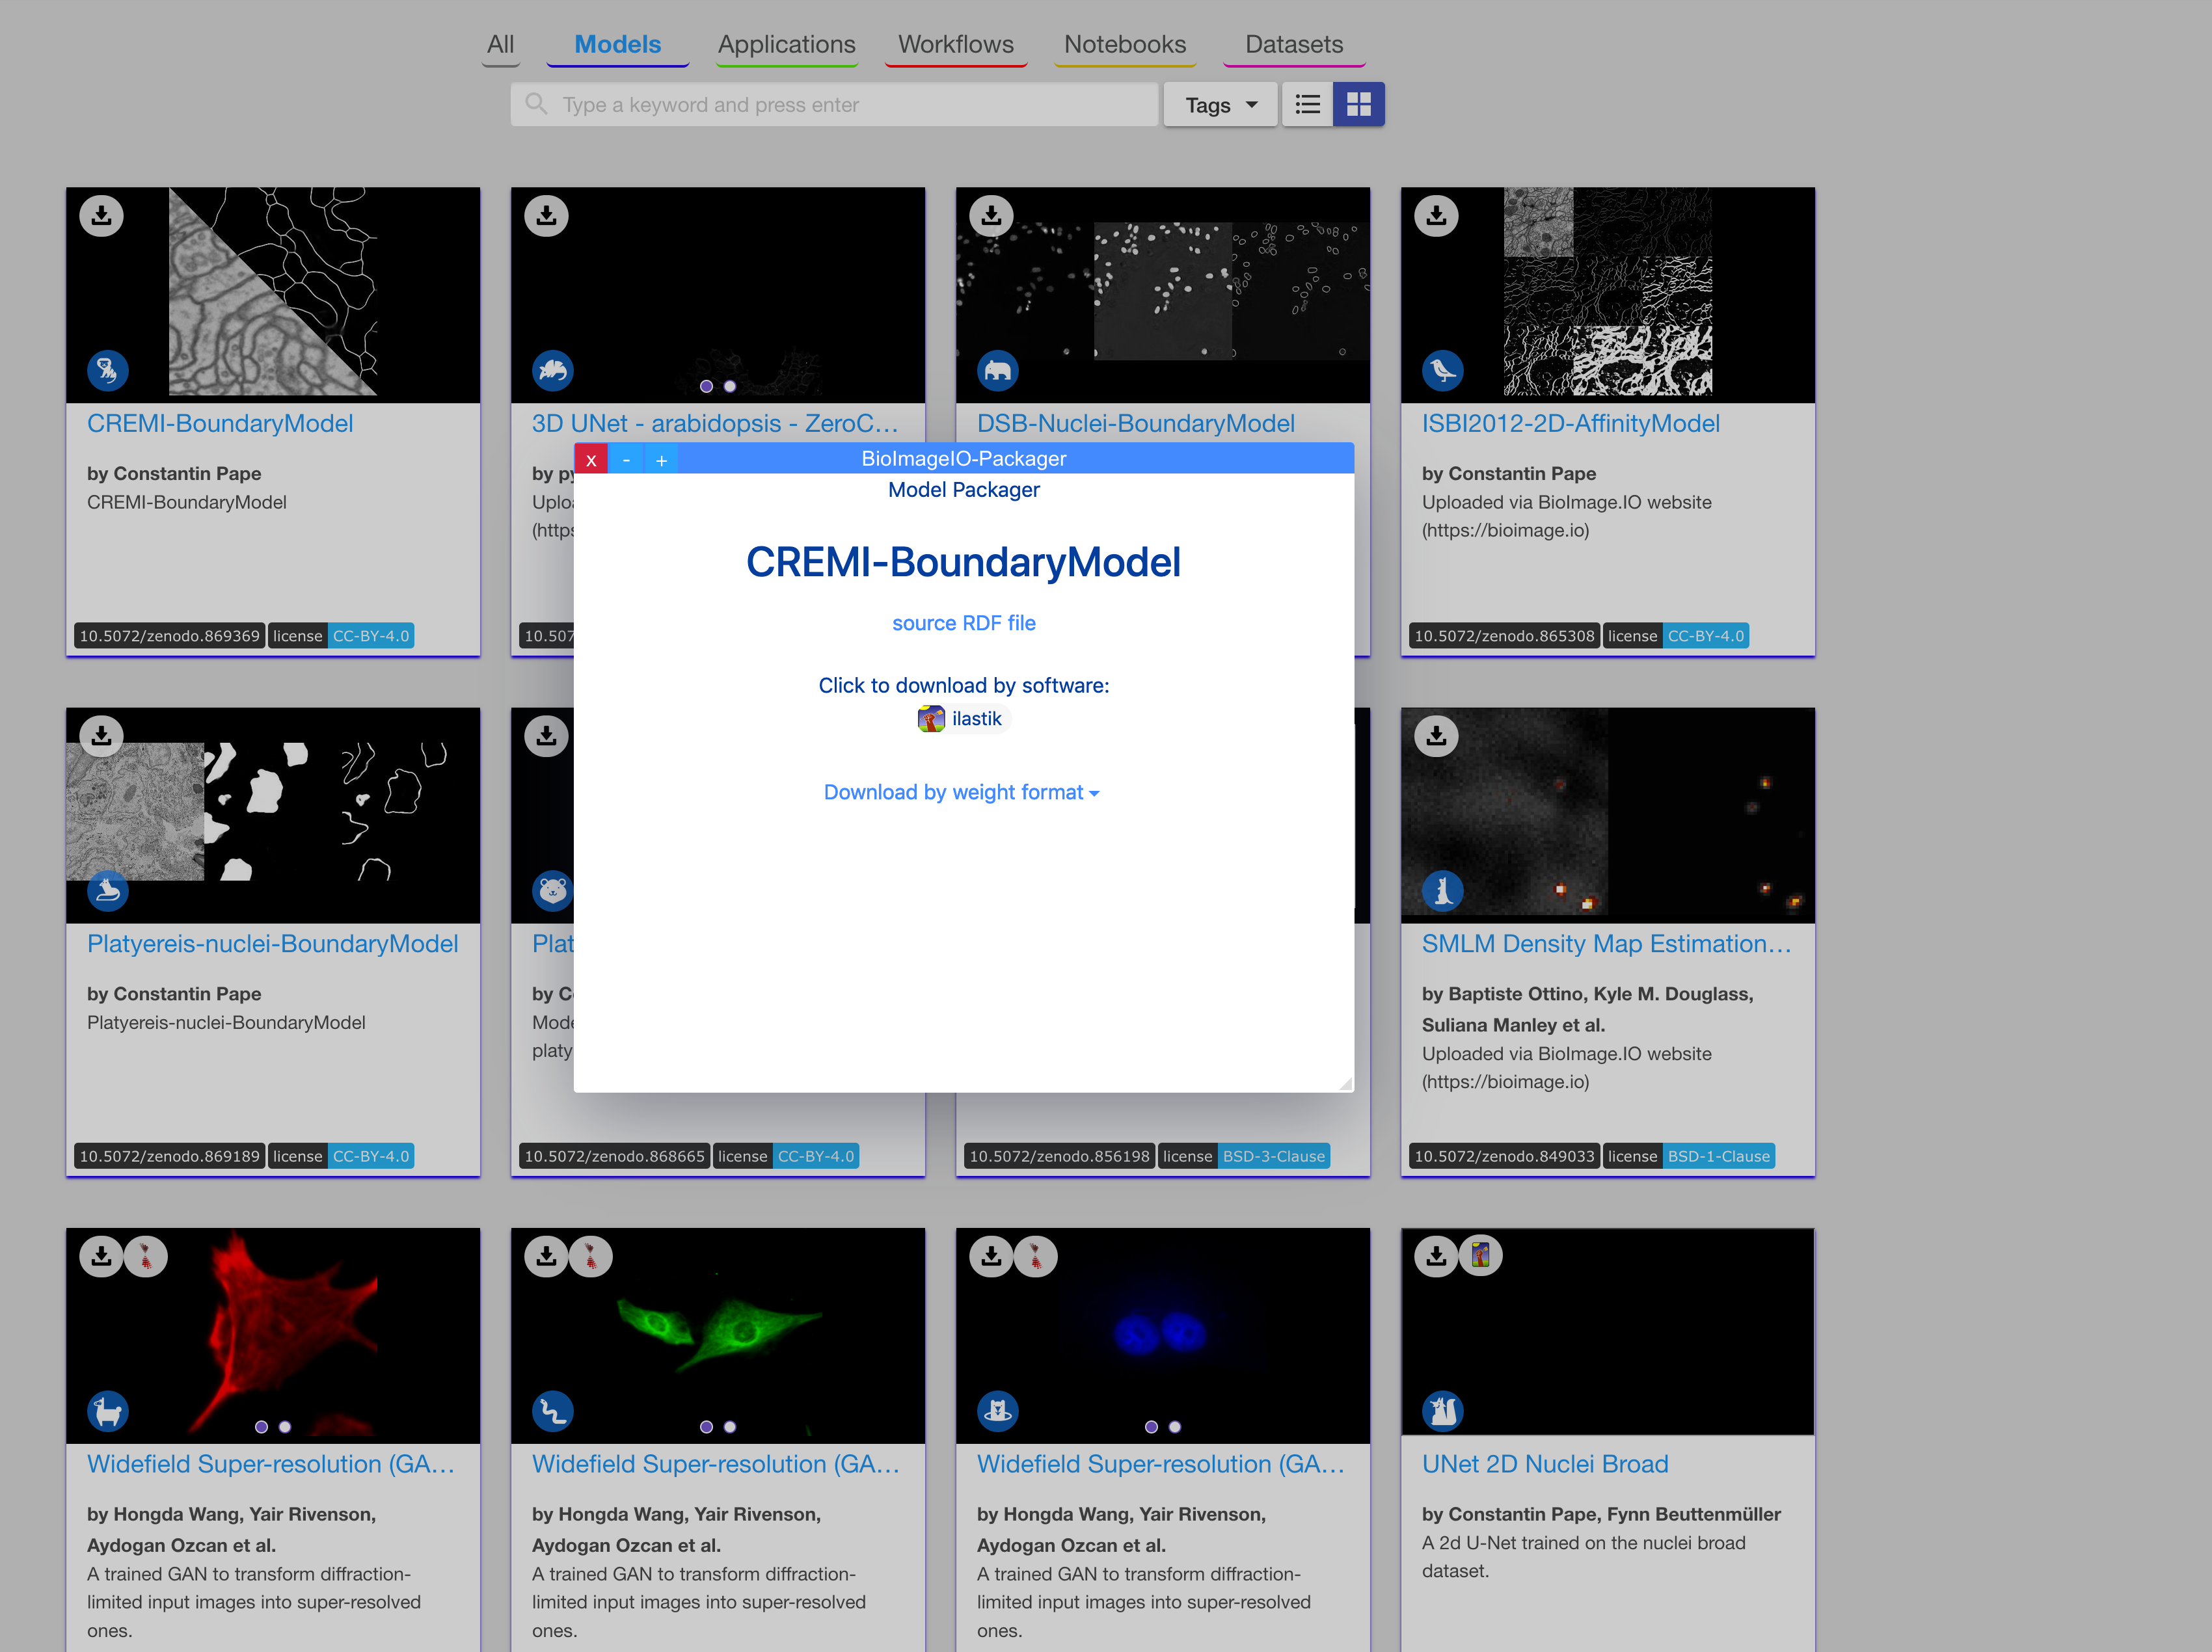 All Models Applications Workflows Notebooks Datasets
Type a keyword and press enter
Tags
CREMI-BoundaryModel
by Constantin Pape
CREMI-BoundaryModel
10.5072/zenodo.869369 license CC-BY-4.0
3D UNet - arabidopsis - ZeroC...
by py
Uploa
(https
10.507
DSB-Nuclei-BoundaryModel
ISBI2012-2D-AffinityModel
by Constantin Pape
Uploaded via BioImage.IO website
(https://bioimage.io)
10.5072/zenodo.865308 license CC-BY-4.0
x - + BioImageIO-Packager
Model Packager
CREMI-BoundaryModel
source RDF file
Click to download by software:
ilastik
Download by weight format
Platyereis-nuclei-BoundaryModel
by Constantin Pape
Platyereis-nuclei-BoundaryModel
10.5072/zenodo.869189 license CC-BY-4.0
Plat
by C
Mode
platy
10.5072/zenodo.868665 license CC-BY-4.0
10.5072/zenodo.856198 license BSD-3-Clause
SMLM Density Map Estimation...
by Baptiste Ottino, Kyle M. Douglass,
Suliana Manley et al.
Uploaded via BioImage.IO website
(https://bioimage.io)
10.5072/zenodo.849033 license BSD-1-Clause
Widefield Super-resolution (GA...
by Hongda Wang, Yair Rivenson,
Aydogan Ozcan et al.
A trained GAN to transform diffraction-
limited input images into super-resolved
ones.
Widefield Super-resolution (GA...
by Hongda Wang, Yair Rivenson,
Aydogan Ozcan et al.
A trained GAN to transform diffraction-
limited input images into super-resolved
ones.
Widefield Super-resolution (GA...
by Hongda Wang, Yair Rivenson,
Aydogan Ozcan et al.
A trained GAN to transform diffraction-
limited input images into super-resolved
ones.
UNet 2D Nuclei Broad
by Constantin Pape, Fynn Beuttenmüller
A 2d U-Net trained on the nuclei broad
dataset.